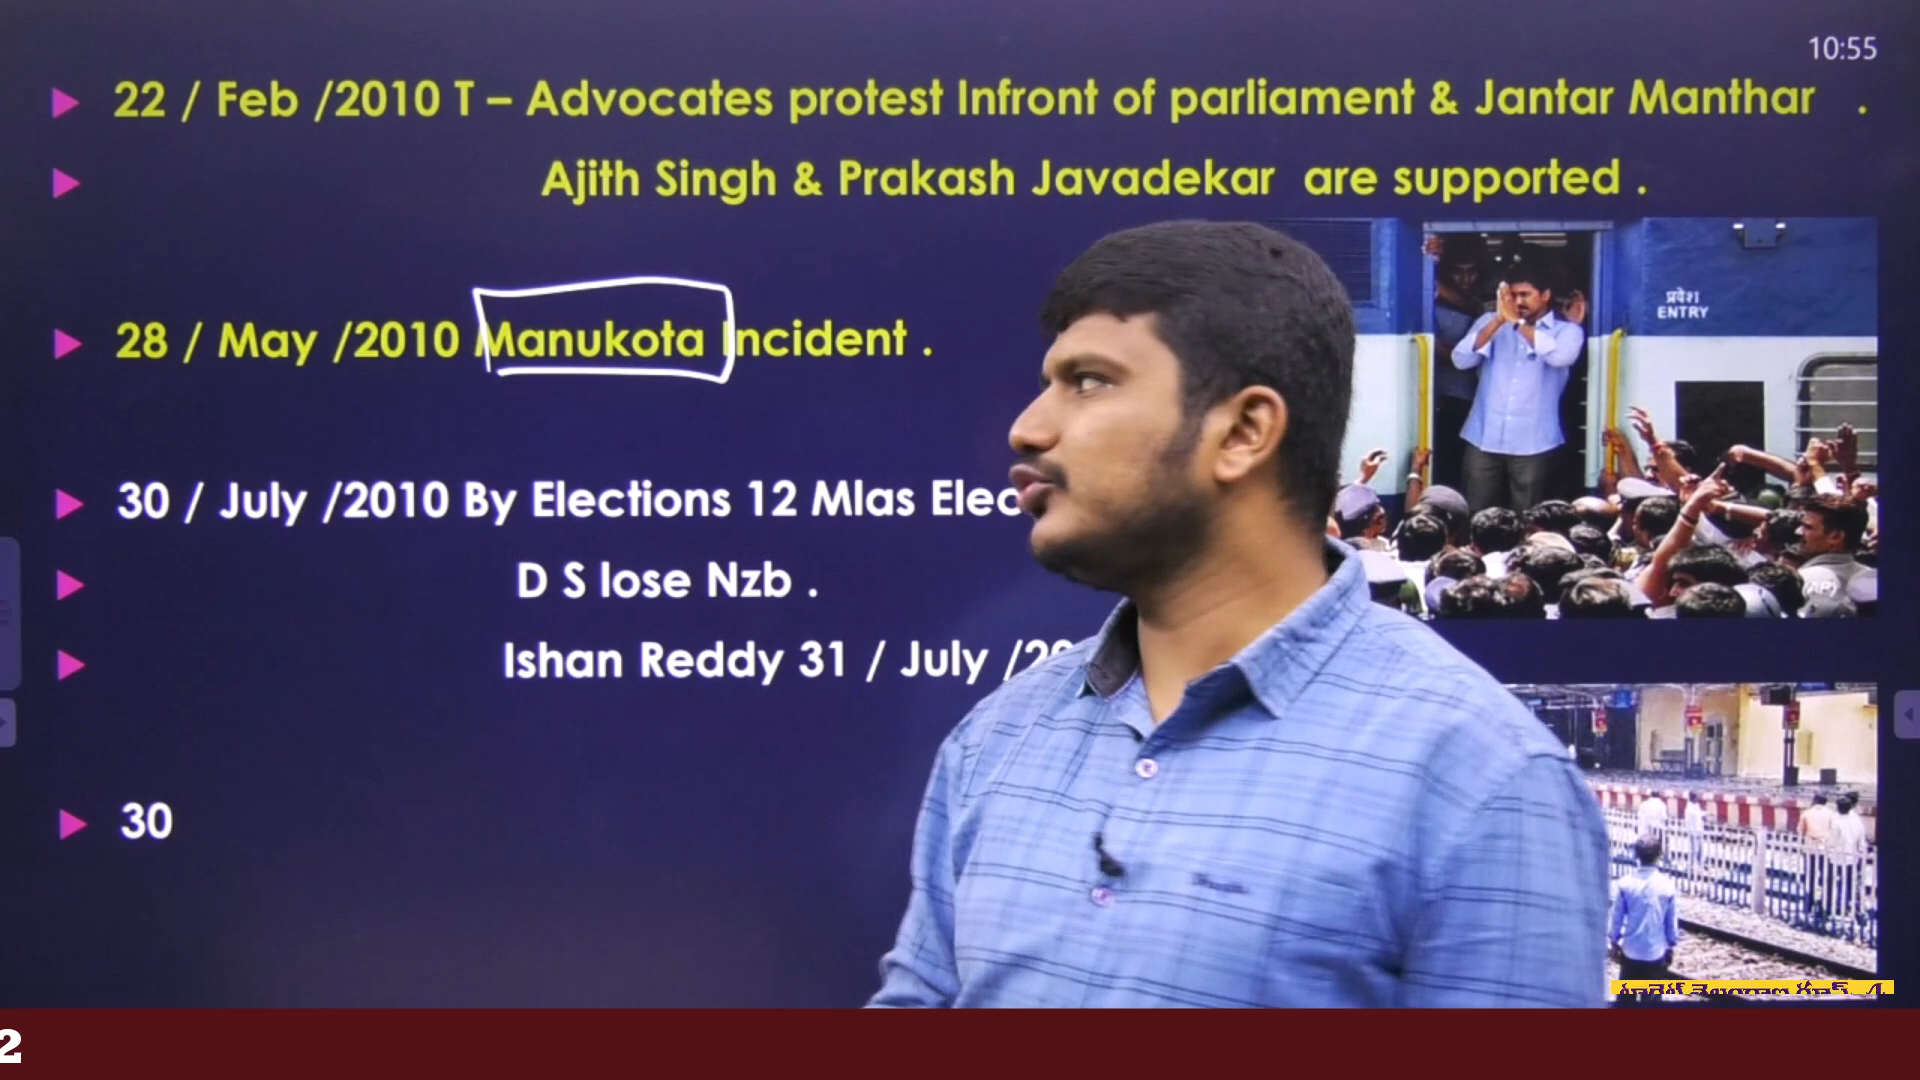 10:55
22 / Feb /2010 T – Advocates protest Infront of parliament & Jantar Manthar .
Ajith Singh & Prakash Javadekar are supported .
28 / May /2010 Manukota Incident .
प्रवेश
ENTRY
30 / July /2010 By Elections 12 Mlas Elec
D S lose Nzb .
Ishan Reddy 31 / July /20
30
2